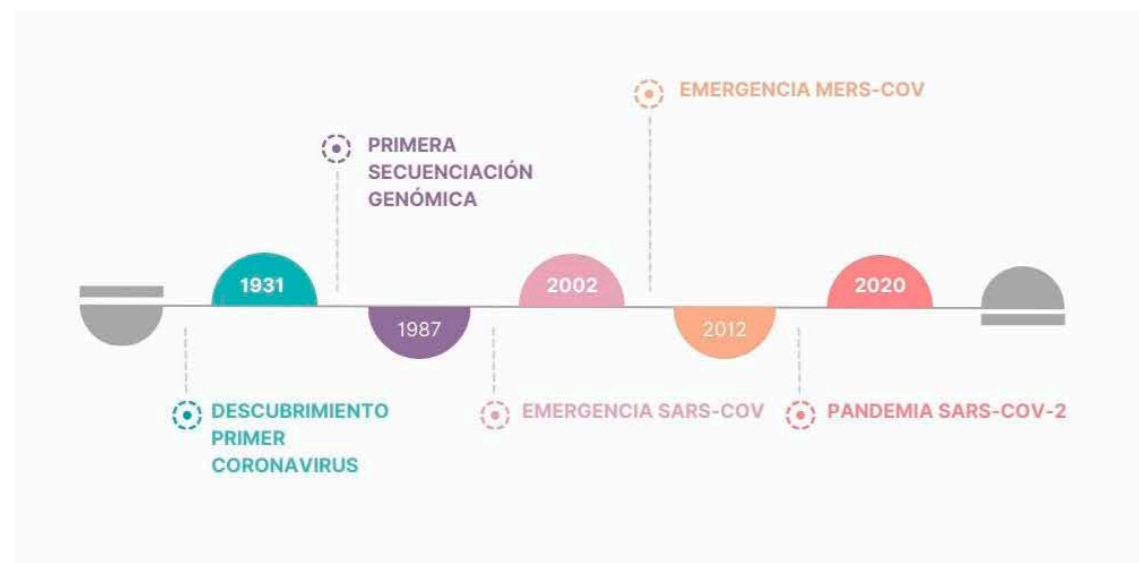 EMERGENCIA MERS-COV
PRIMERA
SECUENCIACIÓN
GENÓMICA
1931
2002
2020
1987
2012
DESCUBRIMIENTO
PRIMER
CORONAVIRUS
EMERGENCIA SARS-COV
PANDEMIA SARS-COV-2